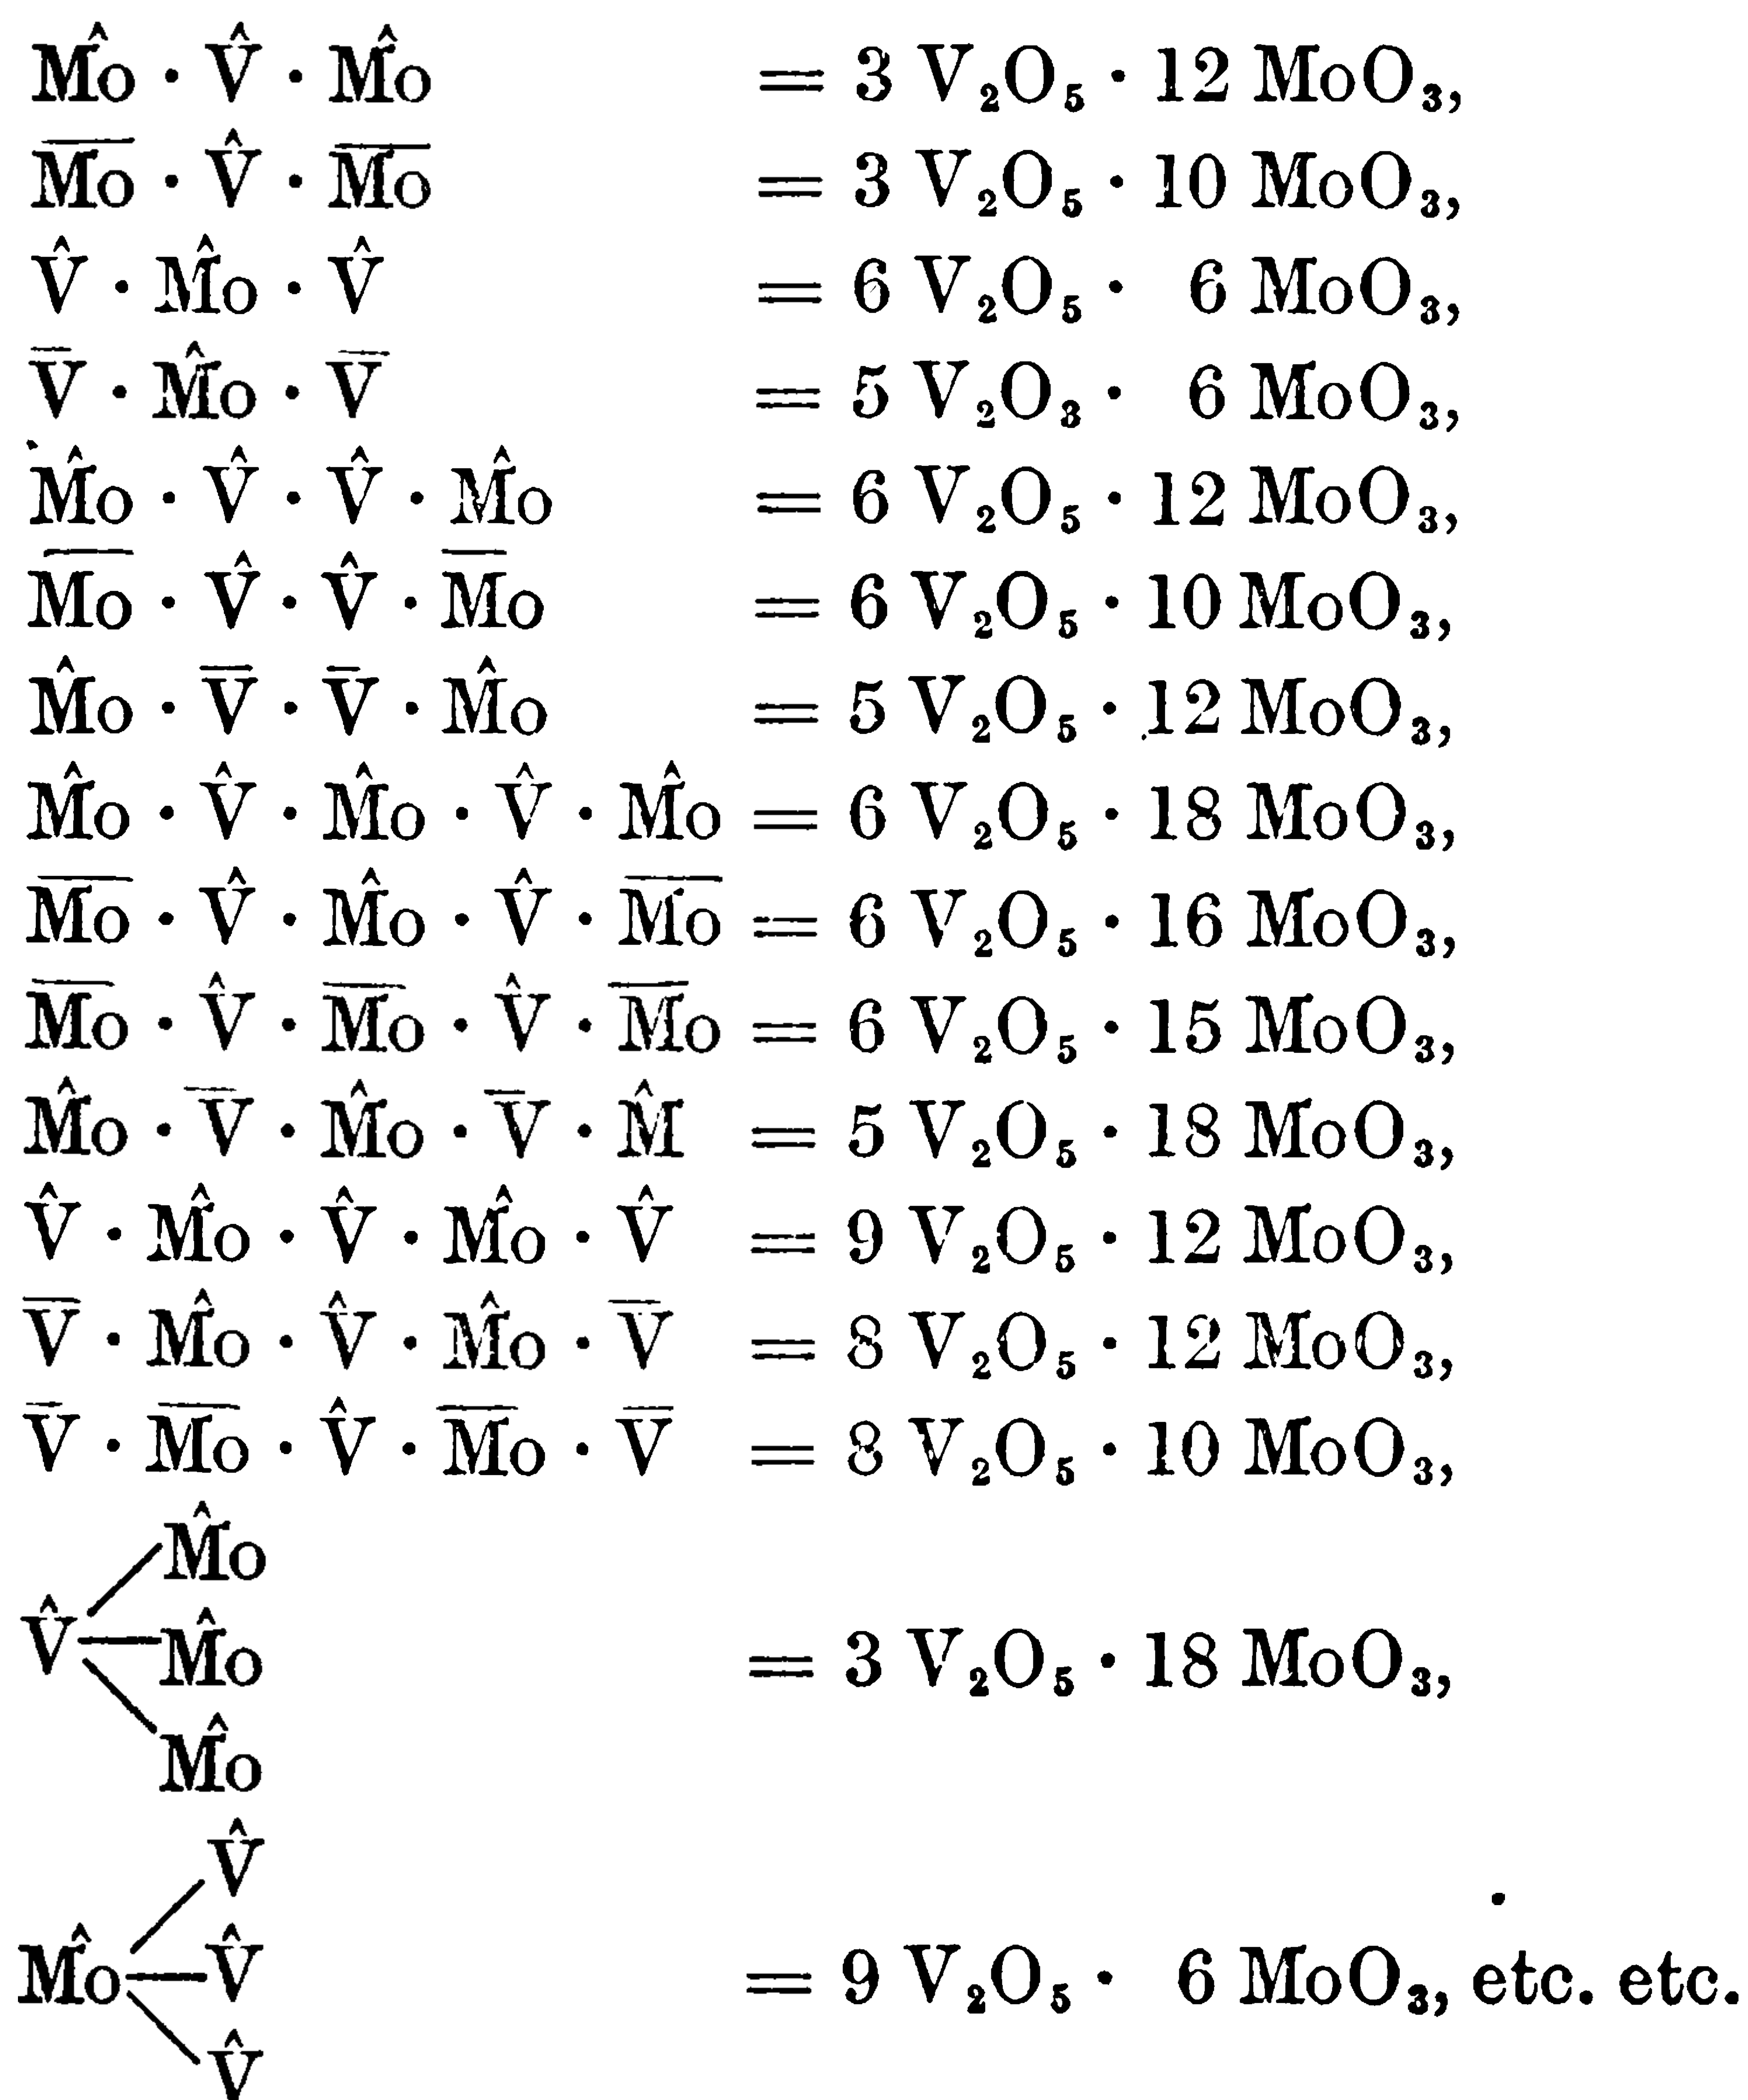 M̂o · V̂ · M̂o = 3 V₂O₅ · 12 MoO₃,
M̅o̅ · V̂ · M̅o̅ = 3 V₂O₅ · 10 MoO₃,
V̂ · M̂o · V̂ = 6 V₂O₅ · 6 MoO₃,
V̅ · M̂o · V̅ = 5 V₂O₃ · 6 MoO₃,
M̂o · V̂ · V̂ · M̂o = 6 V₂O₅ · 12 MoO₃,
M̅o̅ · V̂ · V̂ · M̅o̅ = 6 V₂O₅ · 10 MoO₃,
M̂o · V̅ · V̅ · M̂o = 5 V₂O₅ · 12 MoO₃,
M̂o · V̂ · M̂o · V̂ · M̂o = 6 V₂O₅ · 18 MoO₃,
M̅o̅ · V̂ · M̂o · V̂ · M̅o̅ = 6 V₂O₅ · 16 MoO₃,
M̅o̅ · V̂ · M̅o̅ · V̂ · M̅o̅ = 6 V₂O₅ · 15 MoO₃,
M̂o · V̅ · M̂o · V̅ · M̂ = 5 V₂O₅ · 18 MoO₃,
V̂ · M̂o · V̂ · M̂o · V̂ = 9 V₂O₅ · 12 MoO₃,
V̅ · M̂o · V̂ · M̂o · V̅ = 8 V₂O₅ · 12 MoO₃,
V̅ · M̅o̅ · V̂ · M̅o̅ · V̅ = 8 V₂O₅ · 10 MoO₃,
M̂o
V̂—M̂o = 3 V₂O₅ · 18 MoO₃,
M̂o
V̂
M̂o—V̂ = 9 V₂O₅ · 6 MoO₃, etc. etc.
V̂